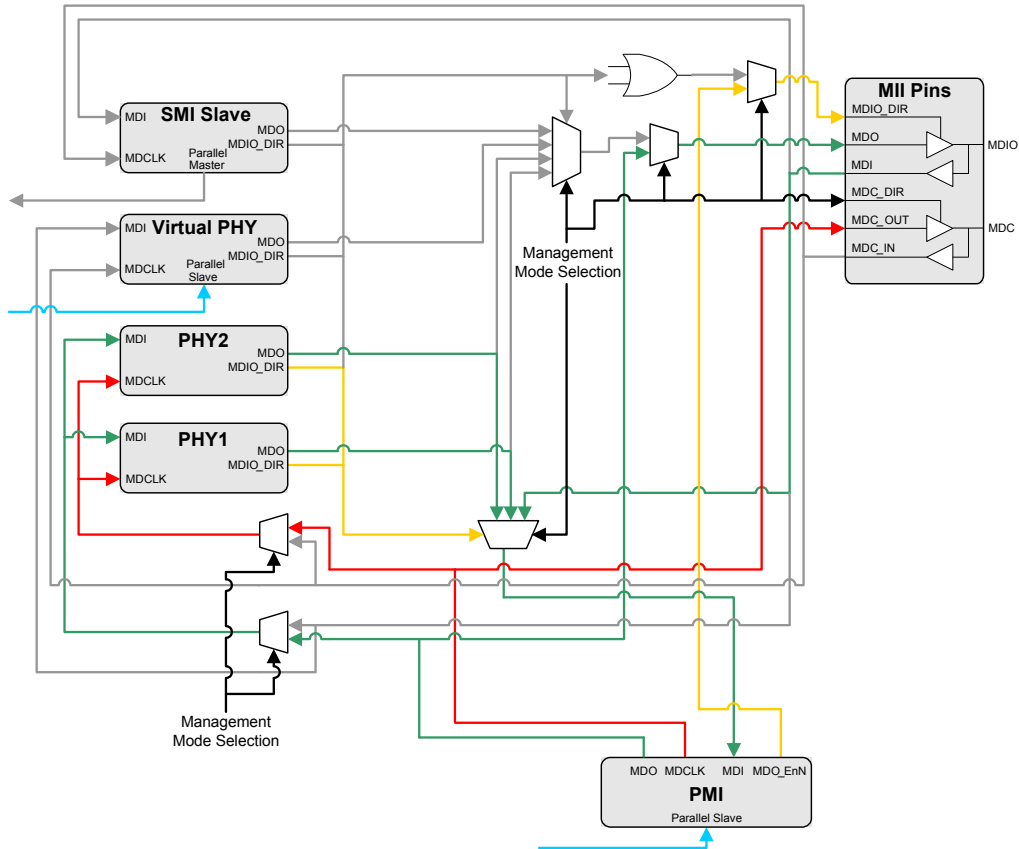 SMI Slave
MDI
MDO
MDIO_DIR
MDCLK
Parallel
Master
Virtual PHY
MDI
MDO
MDIO_DIR
MDCLK
Parallel
Slave
PHY2
MDI
MDO
MDIO_DIR
MDCLK
PHY1
MDI
MDO
MDIO_DIR
MDCLK
Management
Mode Selection
MII Pins
MDIO_DIR
MDO
MDIO
MDI
MDC_DIR
MDC_OUT
MDC
MDC_IN
Management
Mode Selection
MDO MDCLK MDI MDO_EnN
PMI
Parallel Slave